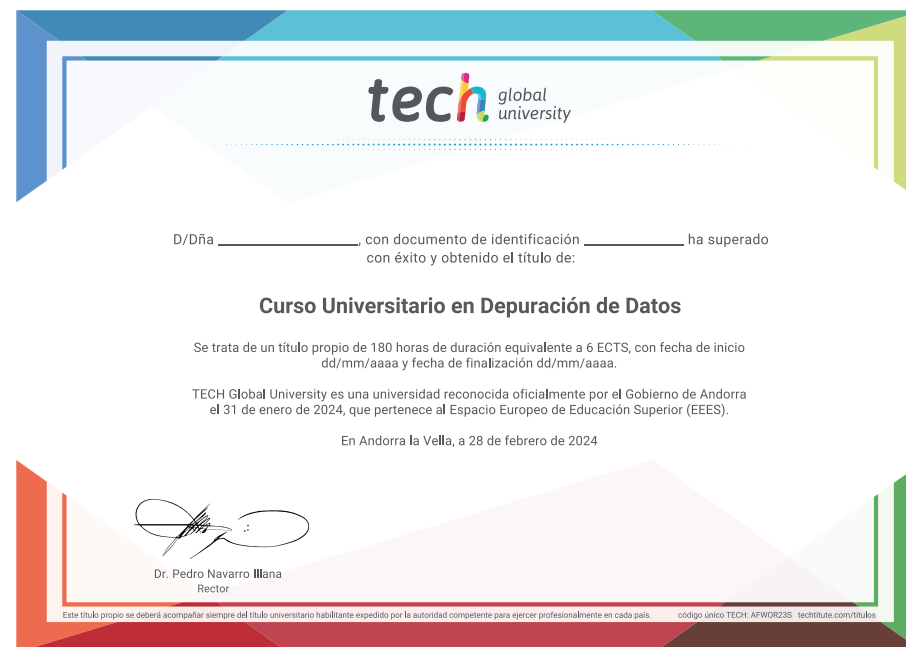 tech global university
D/Dña ____________________, con documento de identificación ______________ ha superado
con éxito y obtenido el título de:
Curso Universitario en Depuración de Datos
Se trata de un título propio de 180 horas de duración equivalente a 6 ECTS, con fecha de inicio
dd/mm/aaaa y fecha de finalización dd/mm/aaaa.
TECH Global University es una universidad reconocida oficialmente por el Gobierno de Andorra
el 31 de enero de 2024, que pertenece al Espacio Europeo de Educación Superior (EEES).
En Andorra la Vella, a 28 de febrero de 2024
Dr. Pedro Navarro Illana
Rector
Este título propio se deberá acompañar siempre del título universitario habilitante expedido por la autoridad competente para ejercer profesionalmente en cada país. código único TECH: AFWOR23S techtitute.com/titulos